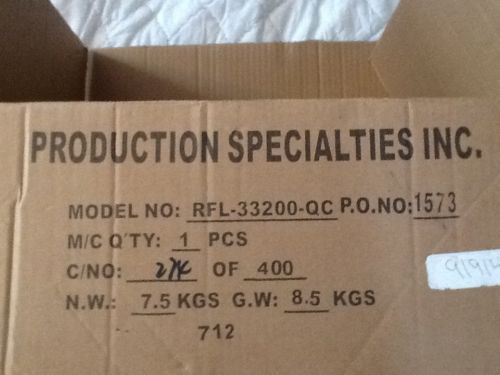 PRODUCTION SPECIALTIES INC.
MODEL NO: RFL-33200-QC P.O.NO: 1573
M/C Q'TY: 1 PCS
C/NO: 274 OF 400
N.W.: 7.5 KGS G.W: 8.5 KGS
712